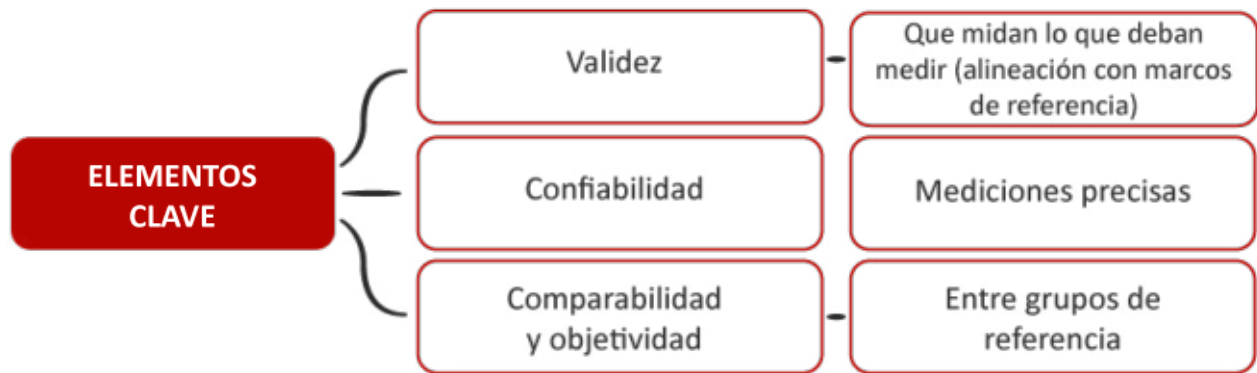 ELEMENTOS
CLAVE
Validez
Que midan lo que deban
medir (alineación con marcos
de referencia)
Confiabilidad
Mediciones precisas
Comparabilidad
y objetividad
Entre grupos de
referencia